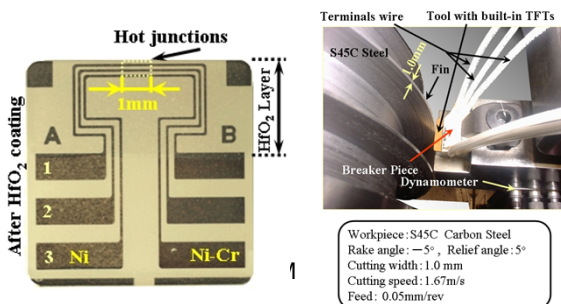 Hot junctions
1mm
HfO2 Layer
After HfO2 coating
A
B
1
2
3
Ni
Ni-Cr
M
Terminals wire
Tool with built-in TFTs
S45C Steel
1.0mm
Fin
Breaker Piece
Dynamometer
Workpiece:S45C Carbon Steel
Rake angle:－5°, Relief angle:5°
Cutting width:1.0 mm
Cutting speed:1.67m/s
Feed: 0.05mm/rev